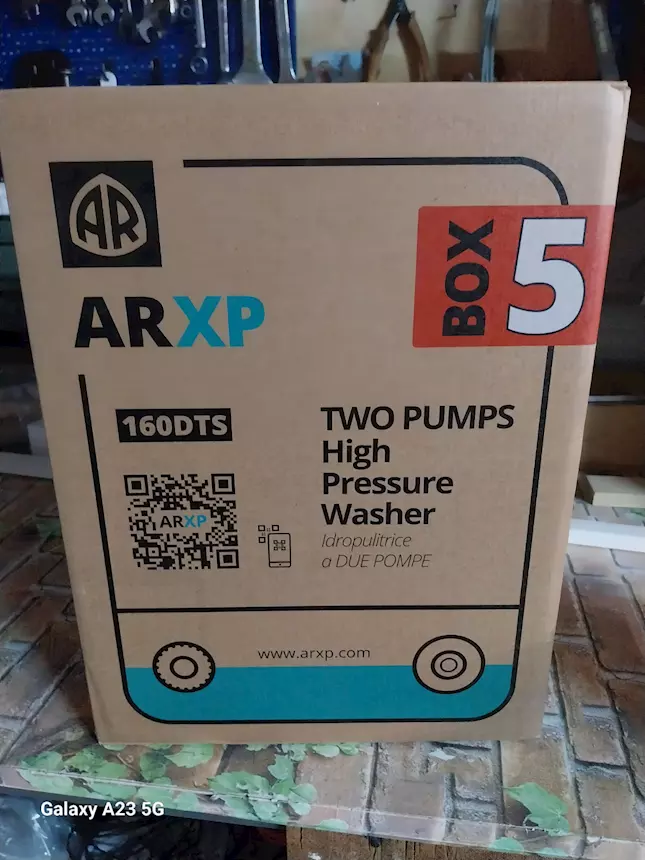 AR
ARXP
BOX 5
160DTS
ARXP
TWO PUMPS
High
Pressure
Washer
Idropulitrice
a DUE POMPE
www.arxp.com
Galaxy A23 5G